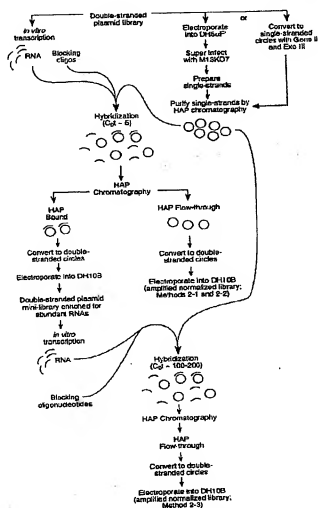 Double-stranded
plasmid library
in vitro
transcription
RNA
Blocking
oligos
Electroporate
into DH5αF'
Super infect
with M13KO7
Prepare
single-strands
or
Convert to
single-stranded
circles with Gene II
and Exo III
Purify single-strands by
HAP chromatography
Hybridization
(C₀t ~ 5)
HAP
Chromatography
HAP
Bound
Convert to double-
stranded circles
Electroporate into DH10B
Double-stranded plasmid
mini-library enriched for
abundant RNAs
in vitro
transcription
RNA
Blocking
oligonucleotides
HAP Flow-through
Convert to double-
stranded circles
Electroporate into DH10B
(amplified normalized library;
Methods 2-1 and 2-2)
Hybridization
(C₀t ~ 100-200)
HAP Chromatography
HAP
Flow-through
Convert to double-
stranded circles
Electroporate into DH10B
(amplified normalized library;
Method 2-3)